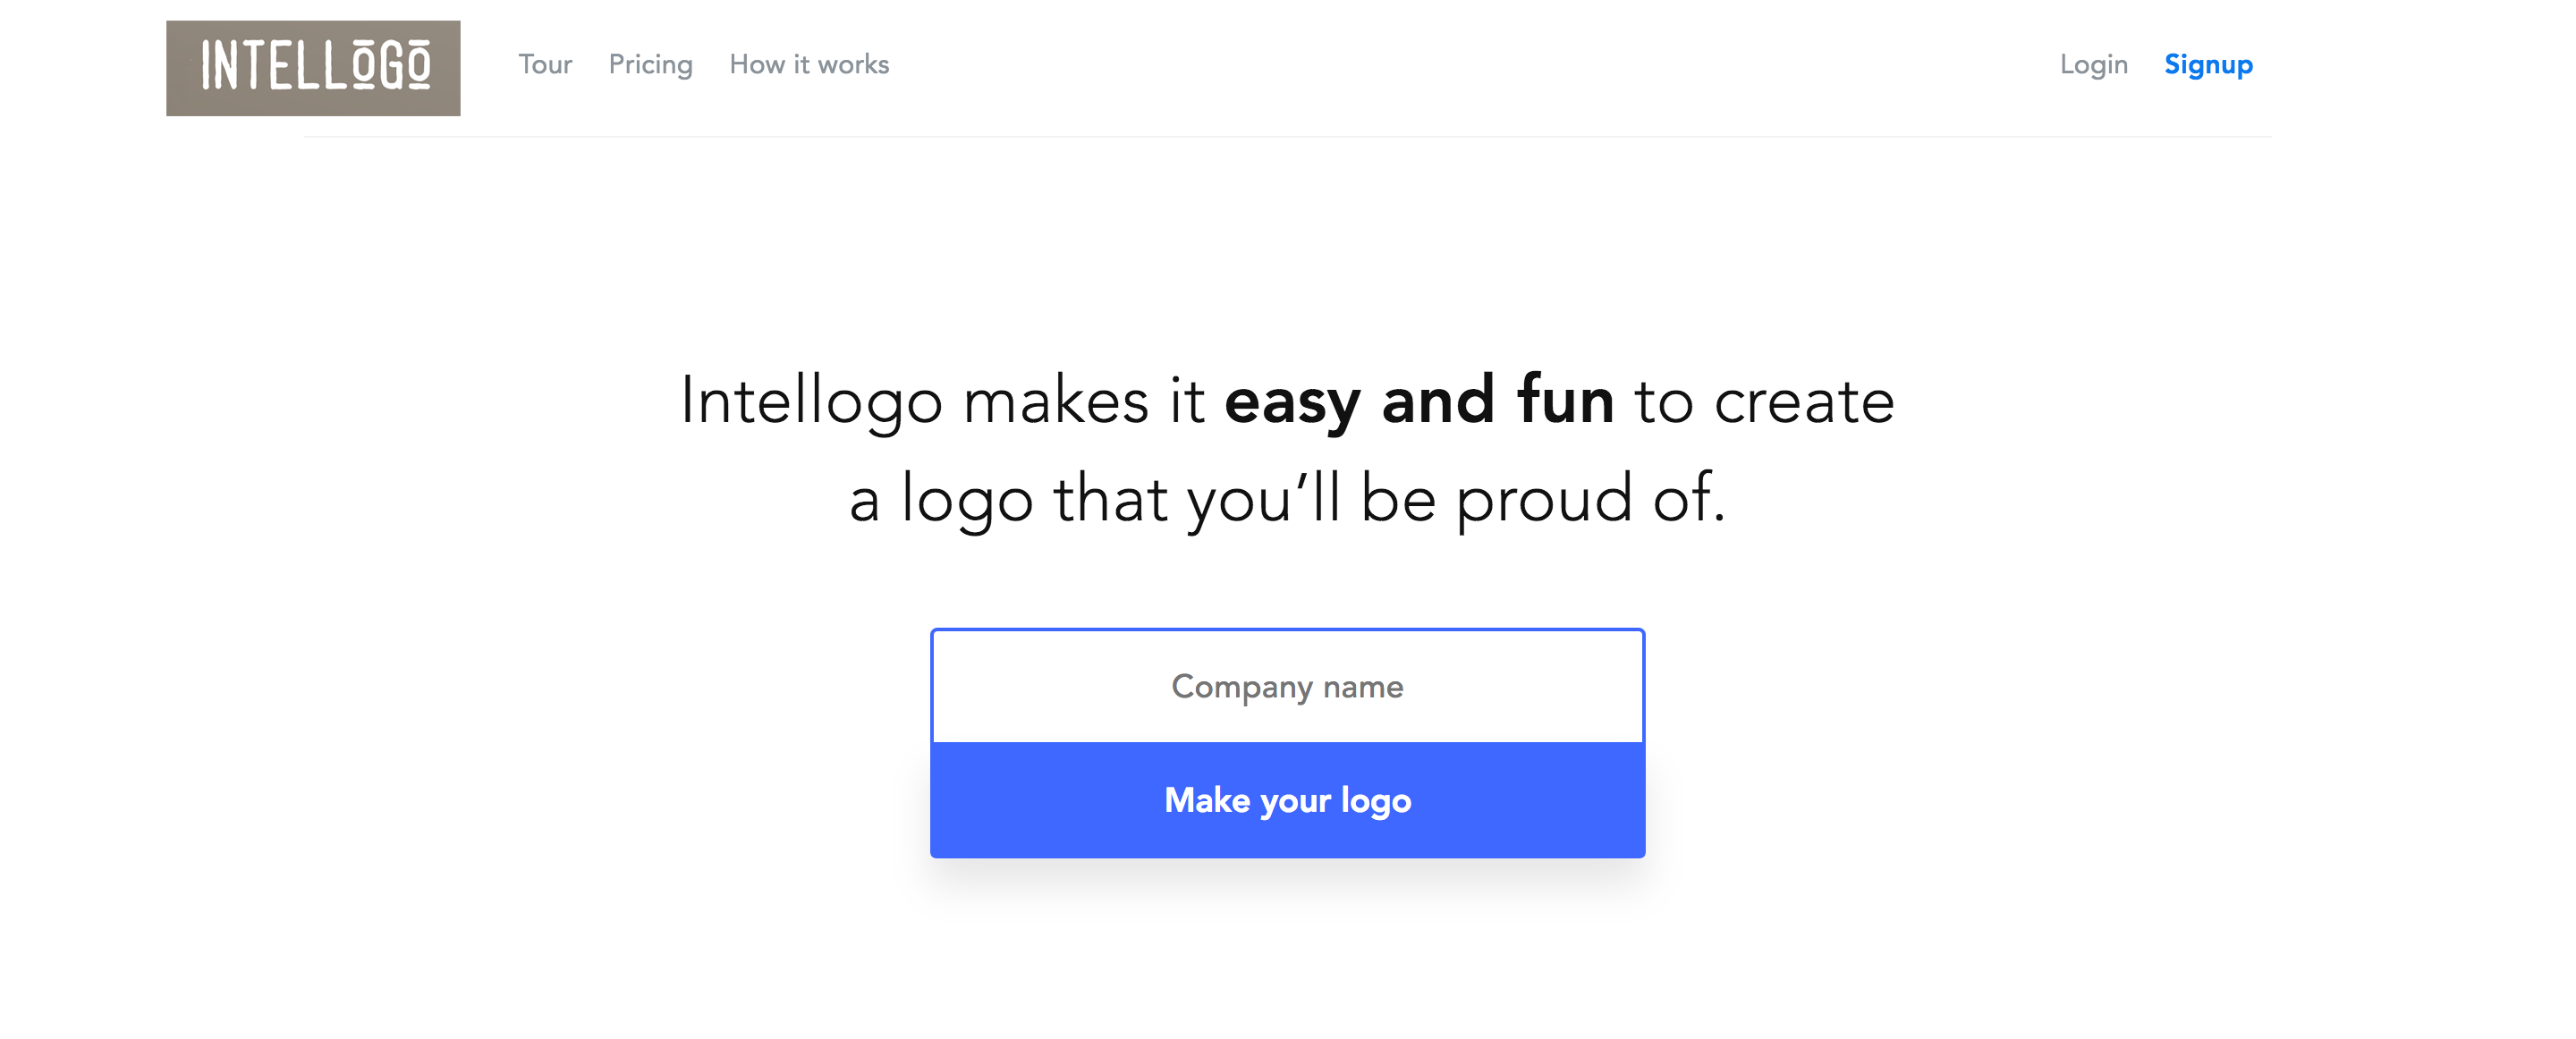 INTELLOGO
Tour Pricing How it works
Login Signup
Intellogo makes it easy and fun to create
a logo that you’ll be proud of.
Company name
Make your logo